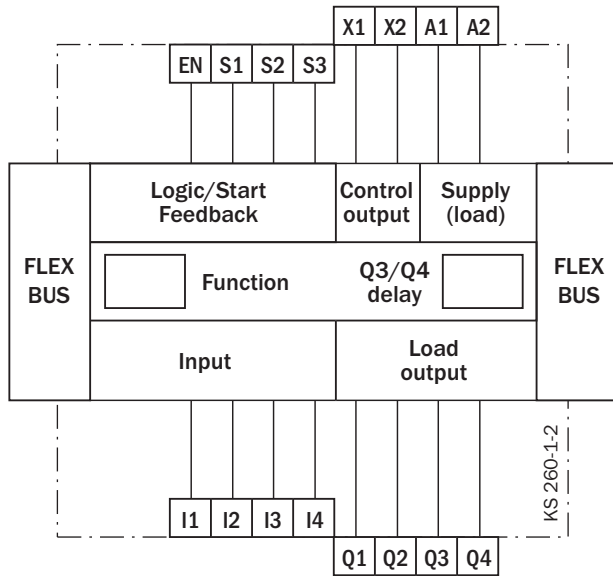 X1 X2 A1 A2
EN S1 S2 S3
Logic/Start
Feedback
Control
output
Supply
(load)
FLEX
BUS
Function
Q3/Q4
delay
FLEX
BUS
Input
Load
output
KS 260-1-2
I1 I2 I3 I4
Q1 Q2 Q3 Q4